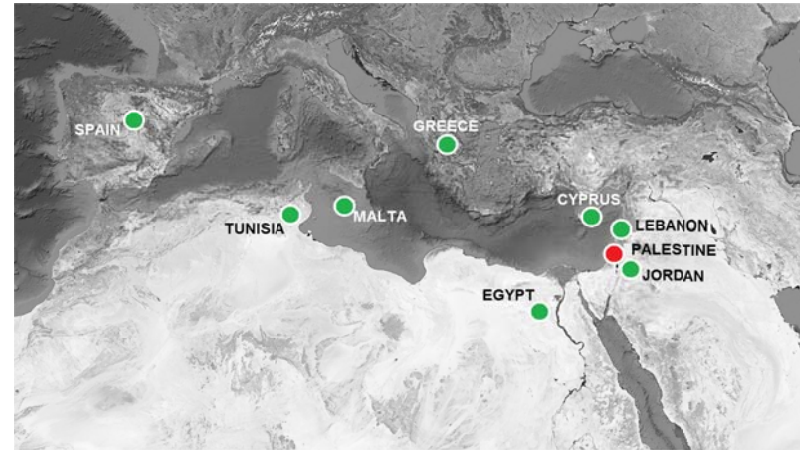 SPAIN
GREECE
CYPRUS
TUNISIA
MALTA
LEBANON
PALESTINE
JORDAN
EGYPT